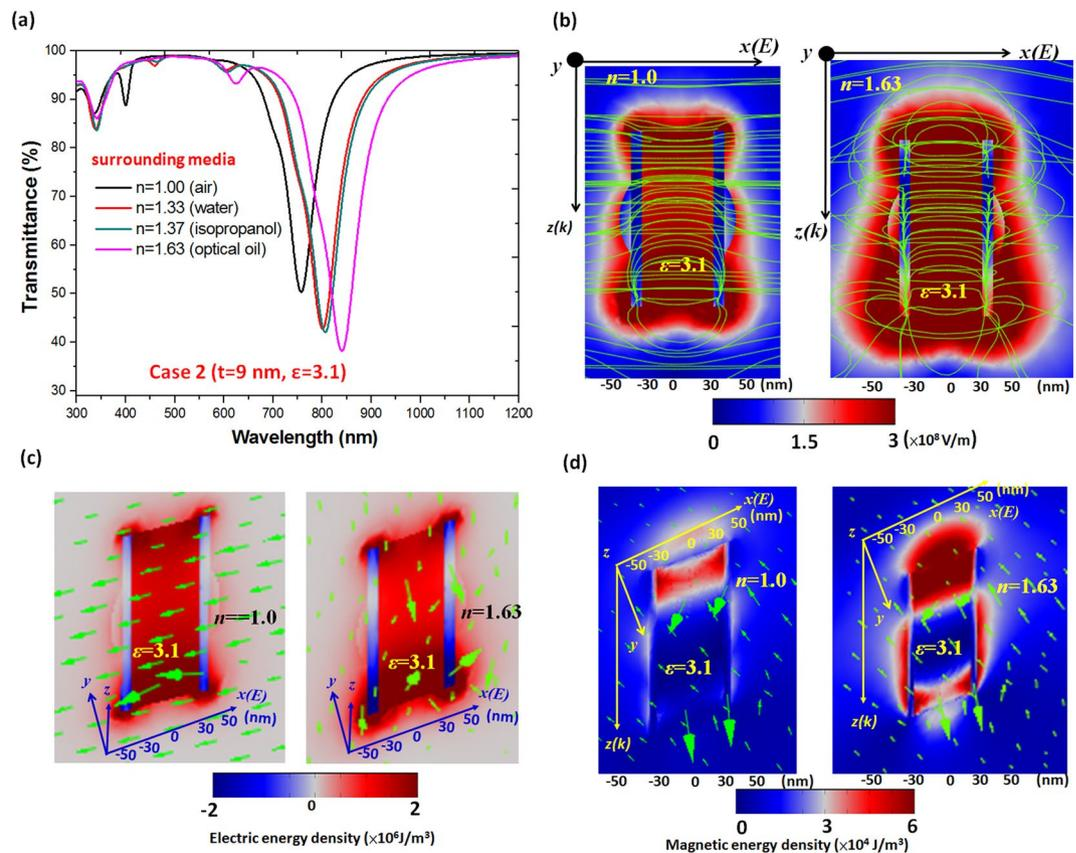 (a)
100
90
80
70
60
50
40
30
Transmittance (%)
surrounding media
n=1.00 (air)
n=1.33 (water)
n=1.37 (isopropanol)
n=1.63 (optical oil)
Case 2 (t=9 nm, ε=3.1)
300 400 500 600 700 800 900 1000 1100 1200
Wavelength (nm)
(b)
y x(E)
n=1.0
z(k)
ε=3.1
-50 -30 0 30 50 (nm)
y x(E)
n=1.63
z(k)
ε=3.1
-50 -30 0 30 50 (nm)
0 1.5 3 (×10⁸ V/m)
(c)
n==1.0
ε=3.1
y z x(E)
-50 -30 0 30 50 (nm)
n=1.63
ε=3.1
y z x(E)
-50 -30 0 30 50 (nm)
-2 0 2
Electric energy density (×10⁶J/m³)
(d)
x(E)
50 (nm)
30
0
-30
-50
z
n=1.0
y
ε=3.1
z(k)
-50 -30 0 30 50 (nm)
50 (nm)
30 x(E)
0
-30
-50
z
n=1.63
y
ε=3.1
z(k)
-50 -30 0 30 50 (nm)
0 3 6
Magnetic energy density (×10⁴ J/m³)